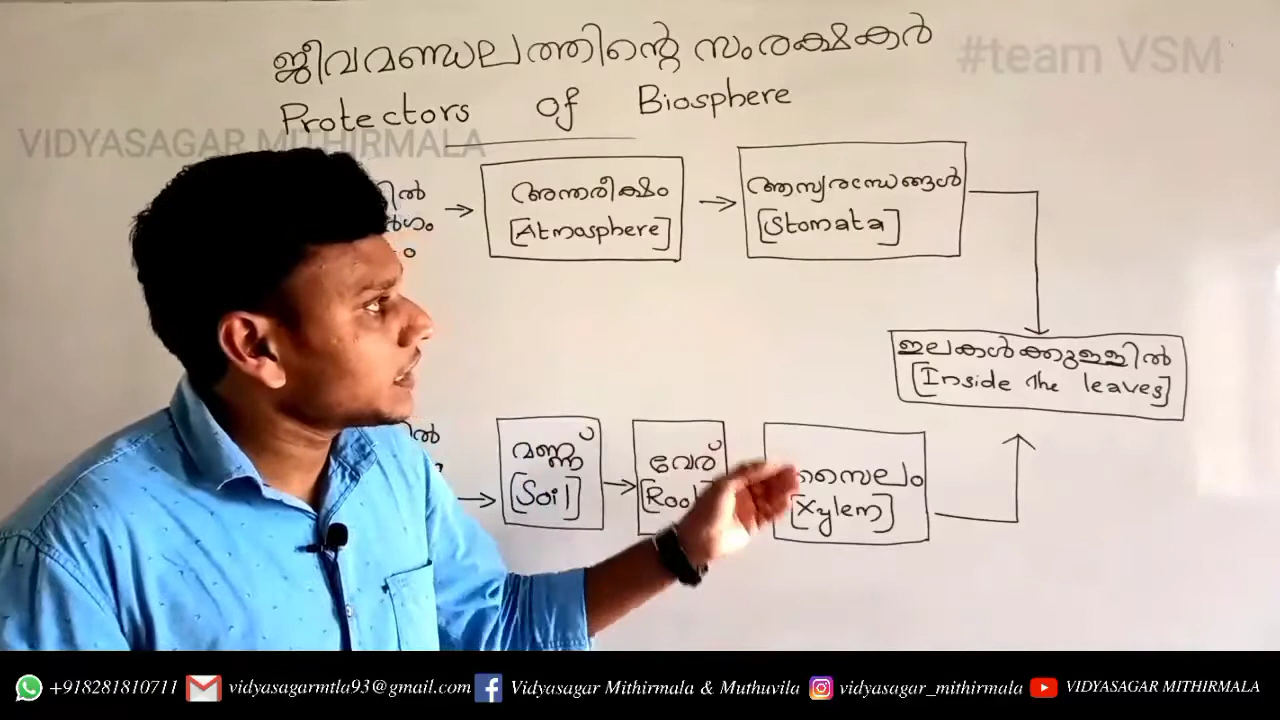 ജീവമണ്ഡലത്തിന്റെ സംരക്ഷകർ
#team VSM
Protectors of Biosphere
VIDYASAGAR MITHIRMALA
അന്തരീക്ഷം
[Atmosphere]
ആസ്യരന്ധ്രങ്ങൾ
[Stomata]
ഇലകൾക്കുള്ളിൽ
[Inside the leaves]
മണ്ണ്
[Soil]
വേര്
സൈലം
[Xylem]
+918281810711 vidyasagarmtla93@gmail.com Vidyasagar Mithirmala & Muthuvila vidyasagar_mithirmala VIDYASAGAR MITHIRMALA